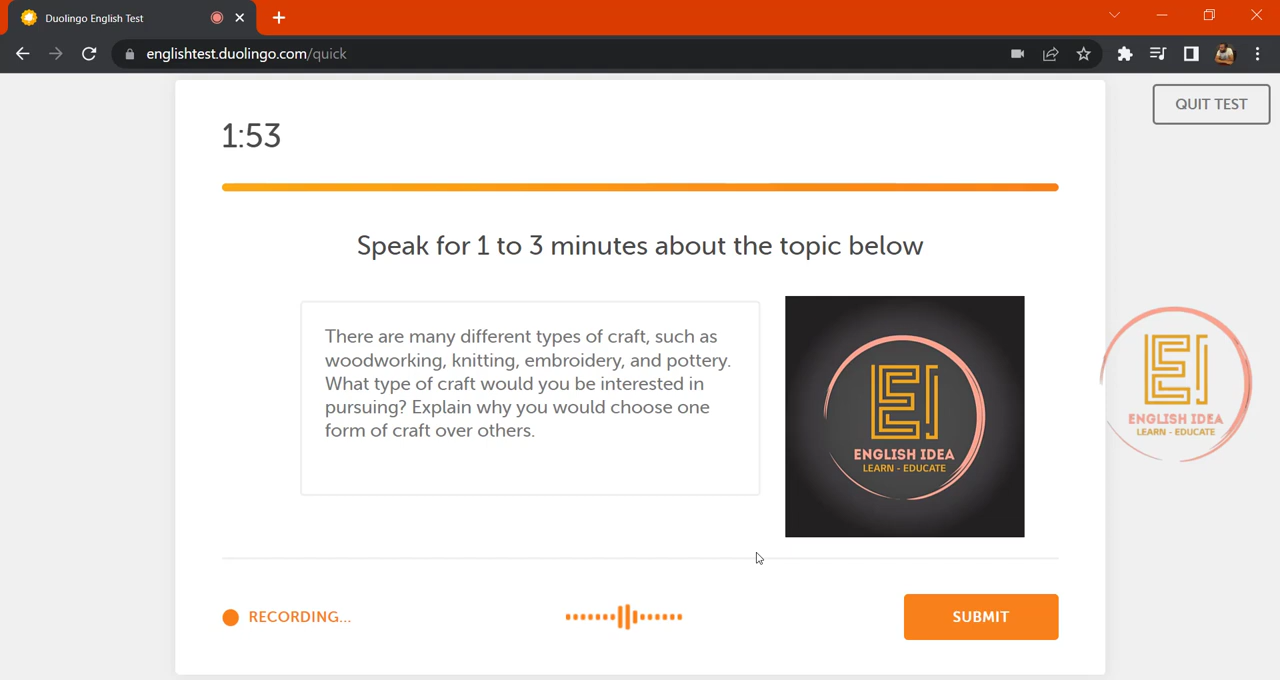 Duolingo English Test
englishtest.duolingo.com/quick
QUIT TEST
1:53
Speak for 1 to 3 minutes about the topic below
There are many different types of craft, such as
woodworking, knitting, embroidery, and pottery.
What type of craft would you be interested in
pursuing? Explain why you would choose one
form of craft over others.
EI
ENGLISH IDEA
LEARN - EDUCATE
EI
ENGLISH IDEA
LEARN - EDUCATE
RECORDING...
SUBMIT